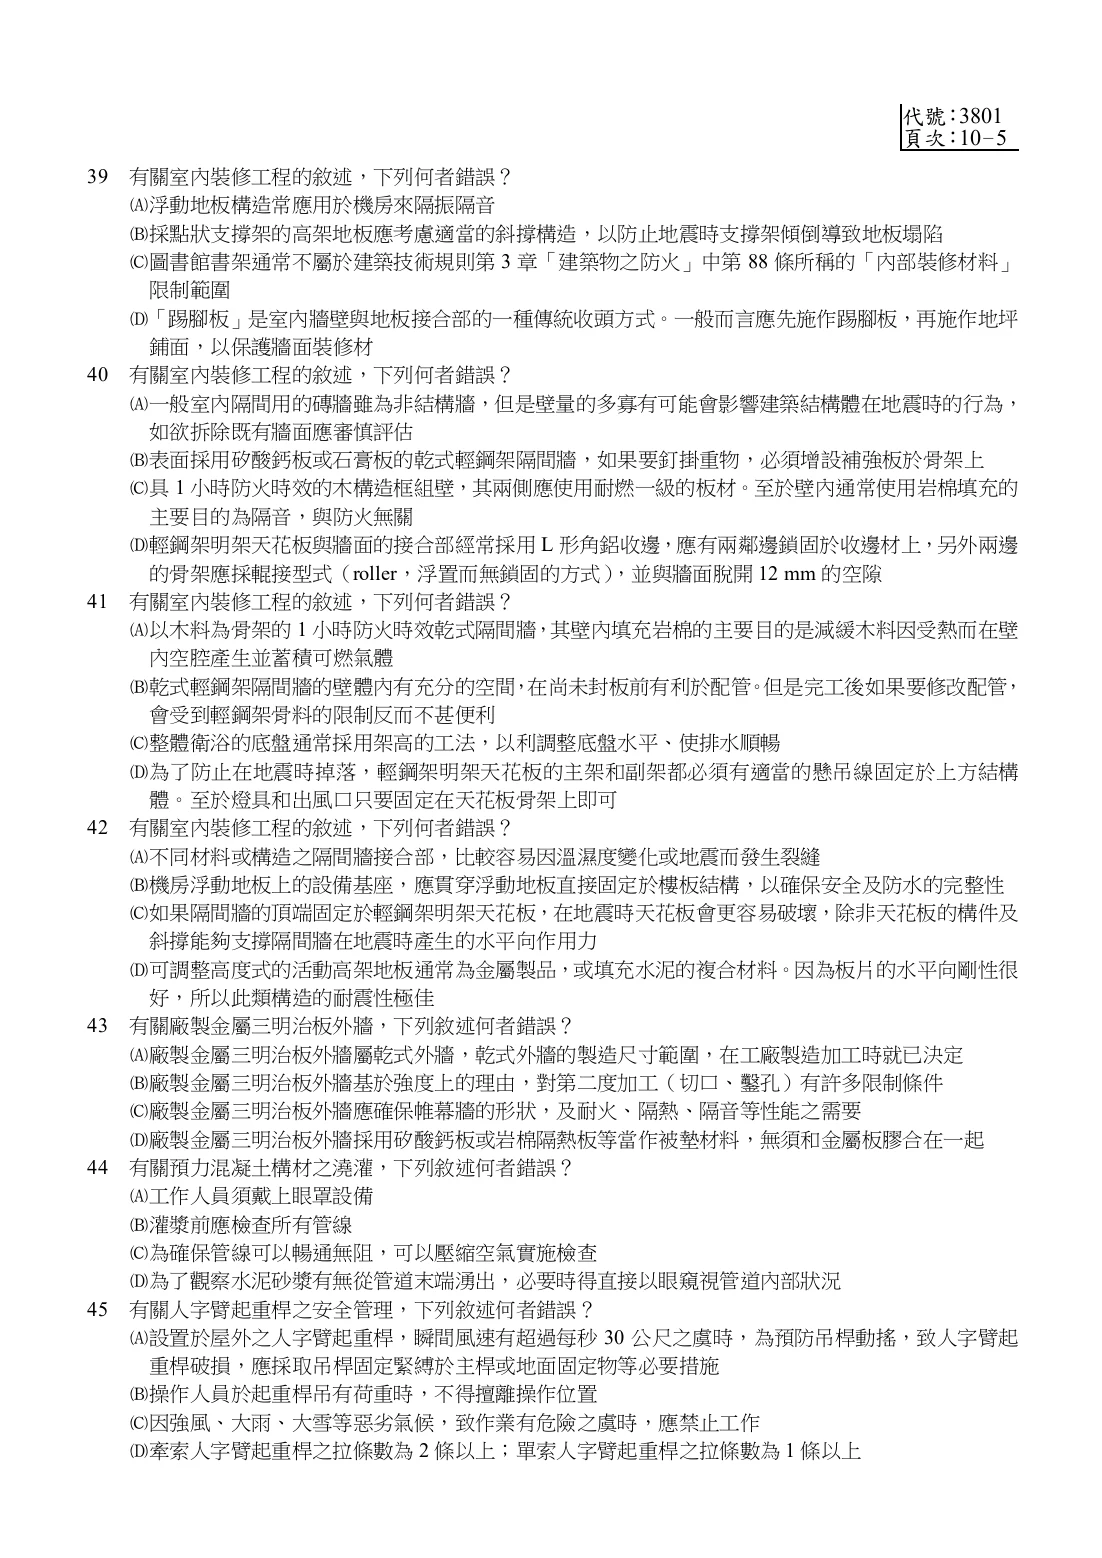 代號：3801
頁次：10－5
39 有關室內裝修工程的敘述，下列何者錯誤？
(A)浮動地板構造常應用於機房來隔振隔音
(B)採點狀支撐架的高架地板應考慮適當的斜撐構造，以防止地震時支撐架傾倒導致地板塌陷
(C)圖書館書架通常不屬於建築技術規則第 3 章「建築物之防火」中第 88 條所稱的「內部裝修材料」
限制範圍
(D)「踢腳板」是室內牆壁與地板接合部的一種傳統收頭方式。一般而言應先施作踢腳板，再施作地坪
鋪面，以保護牆面裝修材
40 有關室內裝修工程的敘述，下列何者錯誤？
(A)一般室內隔間用的磚牆雖為非結構牆，但是壁量的多寡有可能會影響建築結構體在地震時的行為，
如欲拆除既有牆面應審慎評估
(B)表面採用矽酸鈣板或石膏板的乾式輕鋼架隔間牆，如果要釘掛重物，必須增設補強板於骨架上
(C)具 1 小時防火時效的木構造框組壁，其兩側應使用耐燃一級的板材。至於壁內通常使用岩棉填充的
主要目的為隔音，與防火無關
(D)輕鋼架明架天花板與牆面的接合部經常採用 L 形角鋁收邊，應有兩鄰邊鎖固於收邊材上，另外兩邊
的骨架應採輥接型式（roller，浮置而無鎖固的方式），並與牆面脫開 12 mm 的空隙
41 有關室內裝修工程的敘述，下列何者錯誤？
(A)以木料為骨架的 1 小時防火時效乾式隔間牆，其壁內填充岩棉的主要目的是減緩木料因受熱而在壁
內空腔產生並蓄積可燃氣體
(B)乾式輕鋼架隔間牆的壁體內有充分的空間，在尚未封板前有利於配管。但是完工後如果要修改配管，
會受到輕鋼架骨料的限制反而不甚便利
(C)整體衛浴的底盤通常採用架高的工法，以利調整底盤水平、使排水順暢
(D)為了防止在地震時掉落，輕鋼架明架天花板的主架和副架都必須有適當的懸吊線固定於上方結構
體。至於燈具和出風口只要固定在天花板骨架上即可
42 有關室內裝修工程的敘述，下列何者錯誤？
(A)不同材料或構造之隔間牆接合部，比較容易因溫濕度變化或地震而發生裂縫
(B)機房浮動地板上的設備基座，應貫穿浮動地板直接固定於樓板結構，以確保安全及防水的完整性
(C)如果隔間牆的頂端固定於輕鋼架明架天花板，在地震時天花板會更容易破壞，除非天花板的構件及
斜撐能夠支撐隔間牆在地震時產生的水平向作用力
(D)可調整高度式的活動高架地板通常為金屬製品，或填充水泥的複合材料。因為板片的水平向剛性很
好，所以此類構造的耐震性極佳
43 有關廠製金屬三明治板外牆，下列敘述何者錯誤？
(A)廠製金屬三明治板外牆屬乾式外牆，乾式外牆的製造尺寸範圍，在工廠製造加工時就已決定
(B)廠製金屬三明治板外牆基於強度上的理由，對第二度加工（切口、鑿孔）有許多限制條件
(C)廠製金屬三明治板外牆應確保帷幕牆的形狀，及耐火、隔熱、隔音等性能之需要
(D)廠製金屬三明治板外牆採用矽酸鈣板或岩棉隔熱板等當作被墊材料，無須和金屬板膠合在一起
44 有關預力混凝土構材之澆灌，下列敘述何者錯誤？
(A)工作人員須戴上眼罩設備
(B)灌漿前應檢查所有管線
(C)為確保管線可以暢通無阻，可以壓縮空氣實施檢查
(D)為了觀察水泥砂漿有無從管道末端湧出，必要時得直接以眼窺視管道內部狀況
45 有關人字臂起重桿之安全管理，下列敘述何者錯誤？
(A)設置於屋外之人字臂起重桿，瞬間風速有超過每秒 30 公尺之虞時，為預防吊桿動搖，致人字臂起
重桿破損，應採取吊桿固定緊縛於主桿或地面固定物等必要措施
(B)操作人員於起重桿吊有荷重時，不得擅離操作位置
(C)因強風、大雨、大雪等惡劣氣候，致作業有危險之虞時，應禁止工作
(D)牽索人字臂起重桿之拉條數為 2 條以上；單索人字臂起重桿之拉條數為 1 條以上